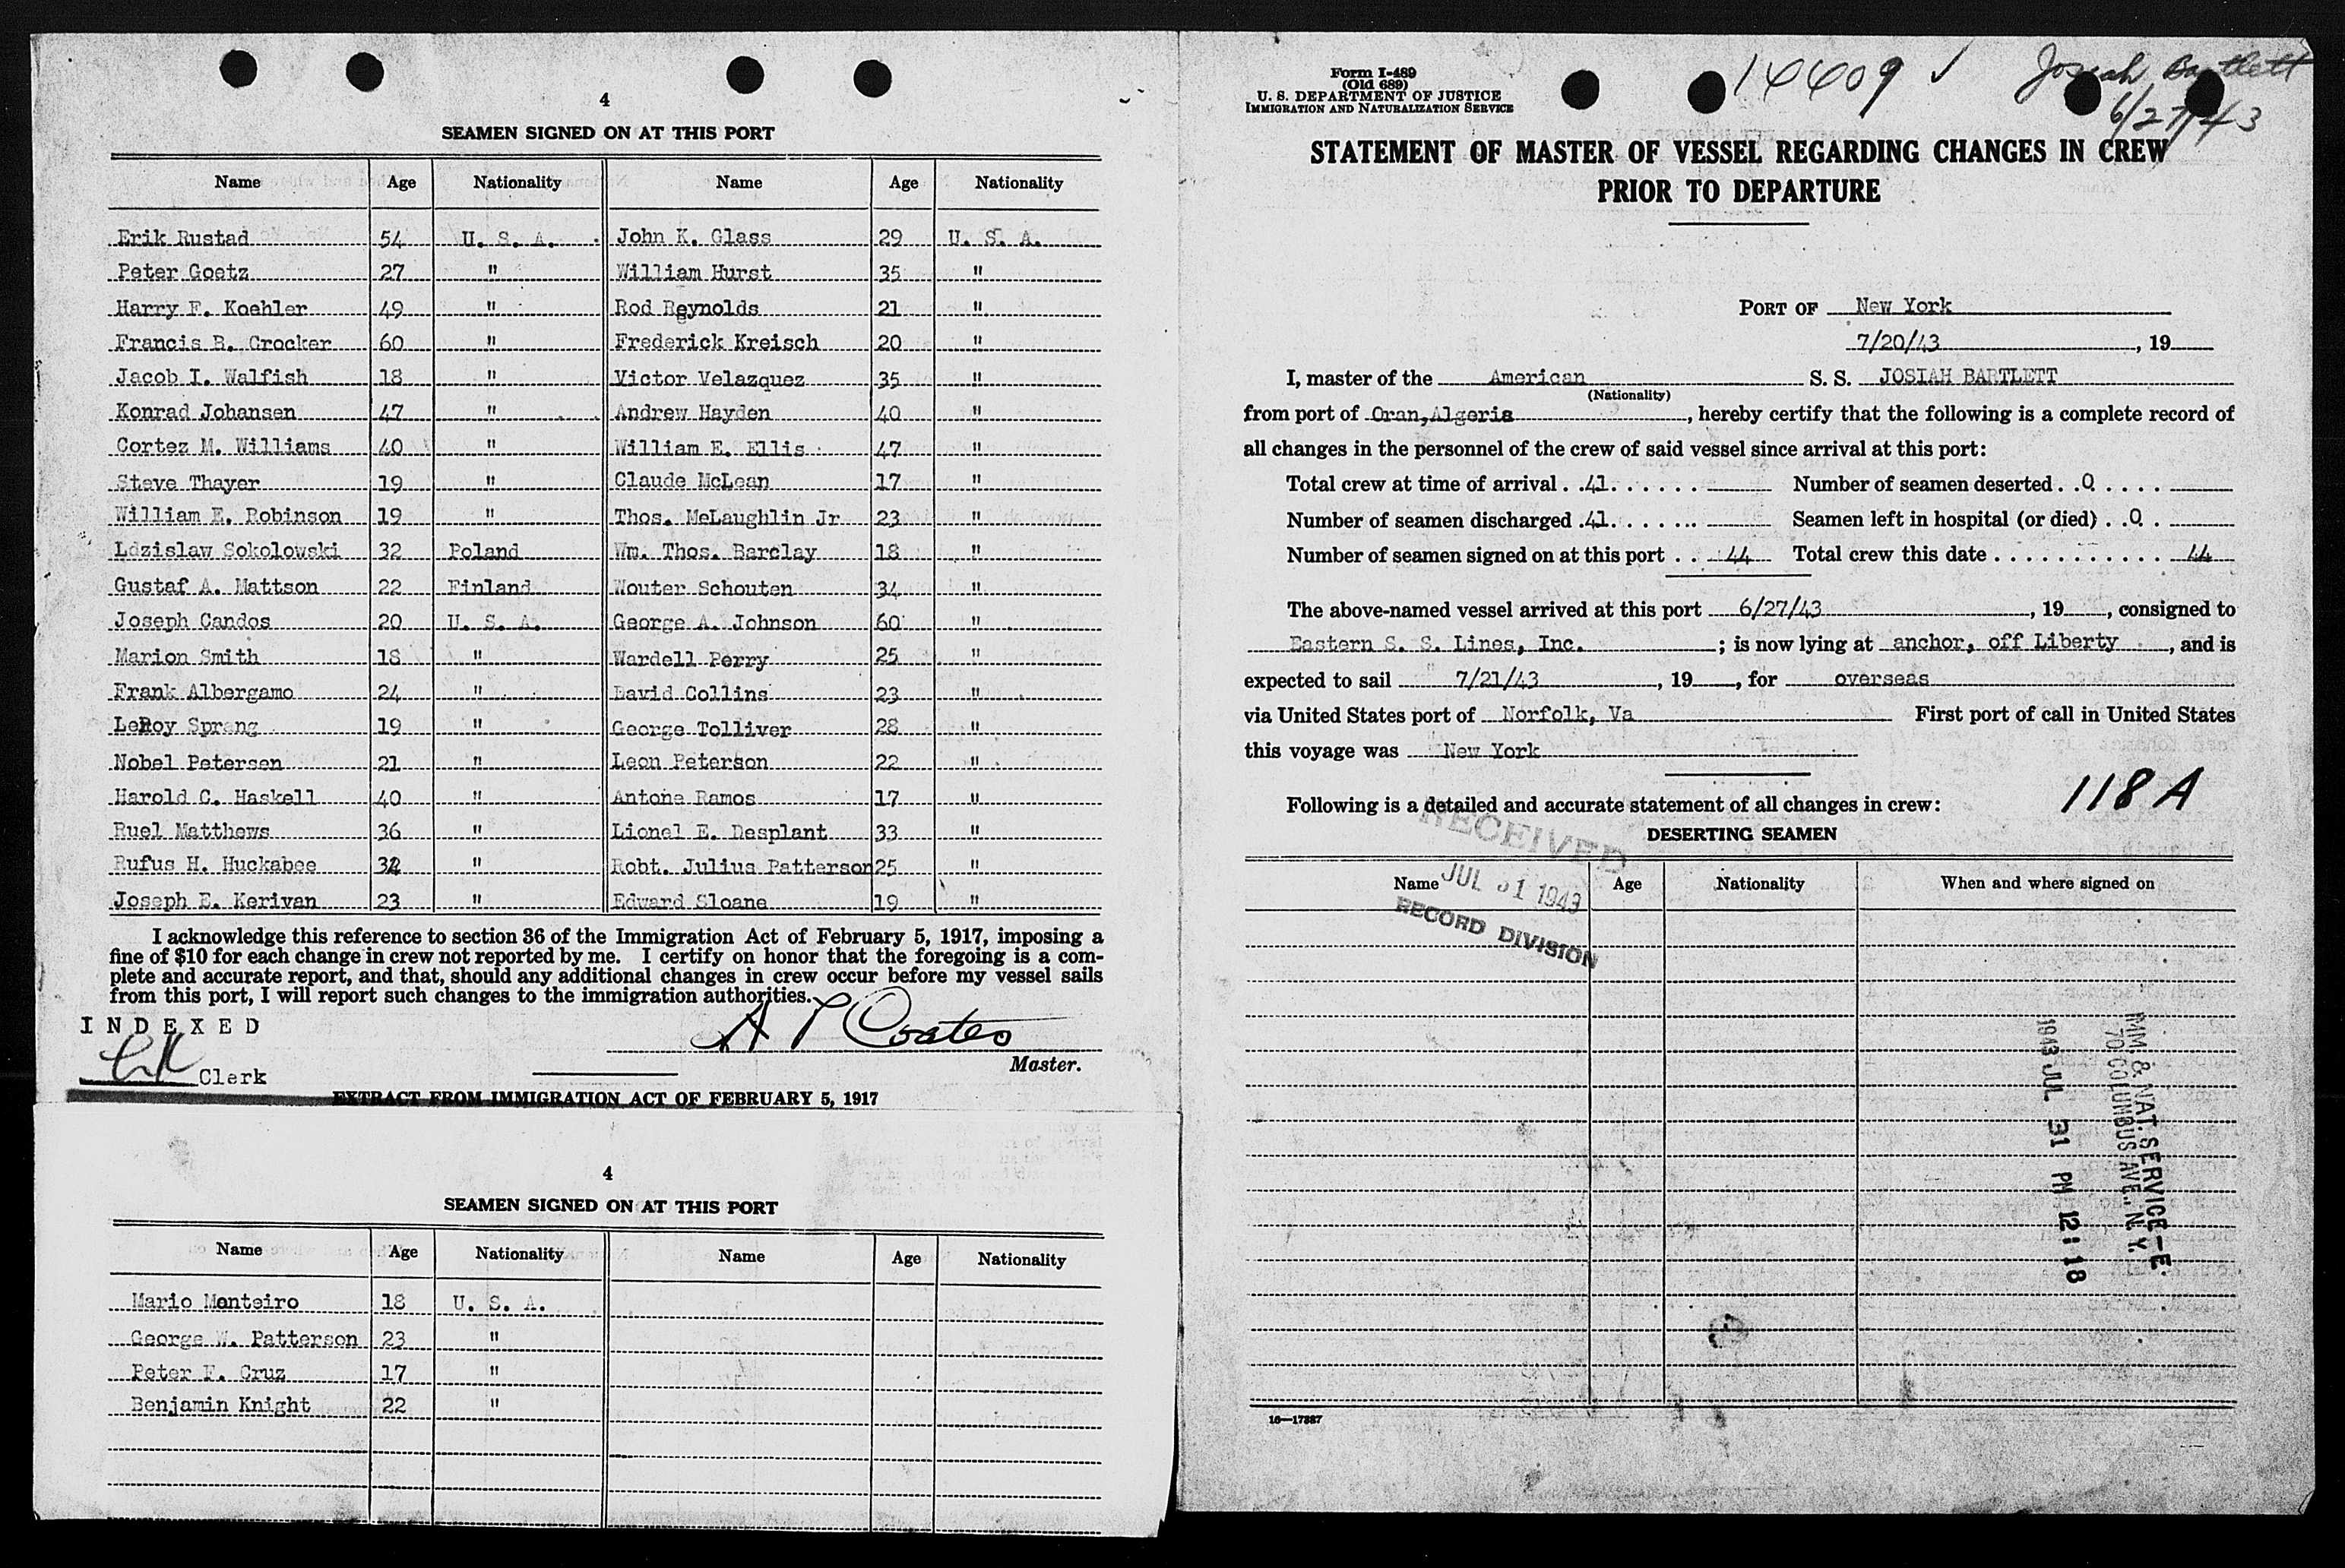 4
SEAMEN SIGNED ON AT THIS PORT
Name Age Nationality Name Age Nationality
Erik Rustad 54 U. S. A. John K. Glass 29 U. S. A.
Peter Goetz 27 " William Hurst 35 "
Harry F. Koehler 49 " Rod Reynolds 21 "
Francis B. Crocker 60 " Frederick Kreisch 20 "
Jacob I. Walfish 18 " Victor Velazquez 35 "
Konrad Johansen 47 " Andrew Hayden 40 "
Cortez M. Williams 40 " William E. Ellis 47 "
Steve Thayer 19 " Claude McLean 17 "
William E. Robinson 19 " Thos. McLaughlin Jr 23 "
Ldzislaw Sokolowski 32 Poland Wm. Thos. Barclay 18 "
Gustaf A. Mattson 22 Finland Wouter Schouten 34 "
Joseph Candos 20 U. S. A. George A. Johnson 60 "
Marion Smith 18 " Wardell Perry 25 "
Frank Albergamo 24 " David Collins 23 "
LeRoy Sprang 19 " George Tolliver 28 "
Nobel Petersen 21 " Leon Peterson 22 "
Harold C. Haskell 40 " Antone Ramos 17 "
Ruel Matthews 36 " Lionel E. Desplant 33 "
Rufus H. Huckabee 34 " Robt. Julius Patterson 25 "
Joseph E. Kerivan 23 " Edward Sloane 19 "
I acknowledge this reference to section 36 of the Immigration Act of February 5, 1917, imposing a
fine of $10 for each change in crew not reported by me. I certify on honor that the foregoing is a com-
plete and accurate report, and that, should any additional changes in crew occur before my vessel sails
from this port, I will report such changes to the immigration authorities.
INDEXED
A P Coates
Master.
Clerk
EXTRACT FROM IMMIGRATION ACT OF FEBRUARY 5, 1917
4
SEAMEN SIGNED ON AT THIS PORT
Name Age Nationality Name Age Nationality
Mario Monteiro 18 U. S. A.
George W. Patterson 23 "
Peter F. Cruz 17 "
Benjamin Knight 22 "
Form I-489
(Old 689)
U. S. DEPARTMENT OF JUSTICE
IMMIGRATION AND NATURALIZATION SERVICE
14409 ✓
Josiah Bartlett
6/27/43
STATEMENT OF MASTER OF VESSEL REGARDING CHANGES IN CREW
PRIOR TO DEPARTURE
PORT OF New York
7/20/43, 19
I, master of the American S. S. JOSIAH BARTLETT
(Nationality)
from port of Oran,Algeria, hereby certify that the following is a complete record of
all changes in the personnel of the crew of said vessel since arrival at this port:
Total crew at time of arrival . .41. . . . . . Number of seamen deserted . .0. . . . .
Number of seamen discharged .41. . . . . .. Seamen left in hospital (or died) . .0. .
Number of seamen signed on at this port . . 44 Total crew this date . . . . . . . . . . . . 44
The above-named vessel arrived at this port 6/27/43, 19, consigned to
Eastern S. S. Lines, Inc. ; is now lying at anchor, off Liberty, and is
expected to sail 7/21/43, 19, for overseas
via United States port of Norfolk, Va First port of call in United States
this voyage was New York
118A
Following is a detailed and accurate statement of all changes in crew:
DESERTING SEAMEN
RECEIVED
JUL 31 1943
RECORD DIVISION
Name Age Nationality When and where signed on
IMM. & NAT. SERVICE—E.
70 COLUMBUS AVE., N. Y.
1943 JUL 31 PM 12:18
16—17887